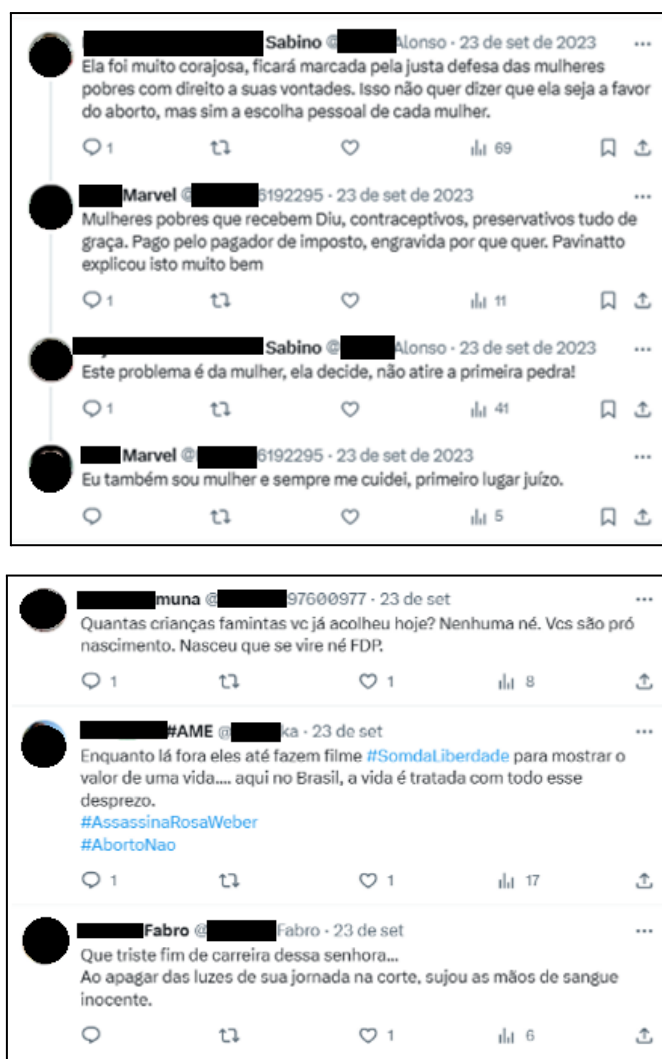 Sabino @ Alonso · 23 de set de 2023
Ela foi muito corajosa, ficará marcada pela justa defesa das mulheres
pobres com direito a suas vontades. Isso não quer dizer que ela seja a favor
do aborto, mas sim a escolha pessoal de cada mulher.
1 69
Marvel @ 6192295 · 23 de set de 2023
Mulheres pobres que recebem Diu, contraceptivos, preservativos tudo de
graça. Pago pelo pagador de imposto, engravida por que quer. Pavinatto
explicou isto muito bem
1 11
Sabino @ Alonso · 23 de set de 2023
Este problema é da mulher, ela decide, não atire a primeira pedra!
1 41
Marvel @ 6192295 · 23 de set de 2023
Eu também sou mulher e sempre me cuidei, primeiro lugar juízo.
5
muna @ 97600977 · 23 de set
Quantas crianças famintas vc já acolheu hoje? Nenhuma né. Vcs são pró
nascimento. Nasceu que se vire né FDP.
1 1 8
#AME @ ka · 23 de set
Enquanto lá fora eles até fazem filme #SomdaLiberdade para mostrar o
valor de uma vida.... aqui no Brasil, a vida é tratada com todo esse
desprezo.
#AssassinaRosaWeber
#AbortoNao
1 1 17
Fabro @ Fabro · 23 de set
Que triste fim de carreira dessa senhora...
Ao apagar das luzes de sua jornada na corte, sujou as mãos de sangue
inocente.
1 6